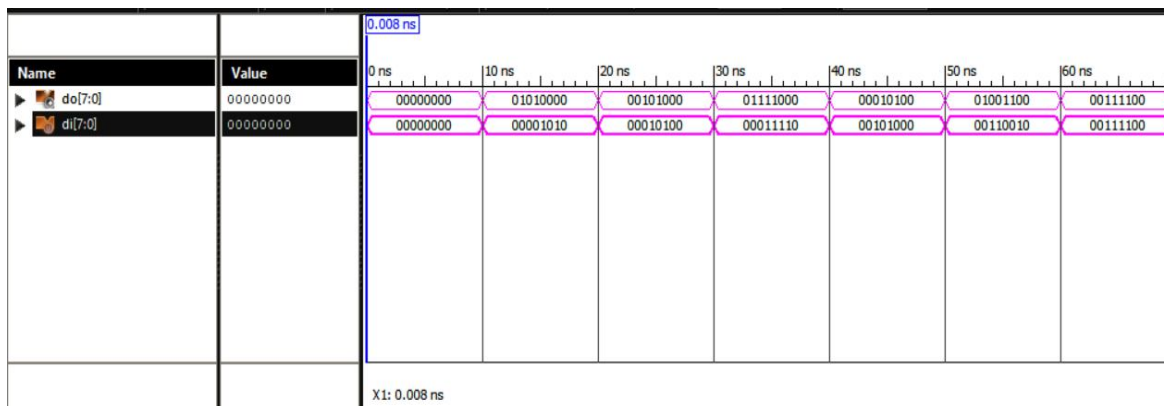 0.008 ns
Name Value 0 ns 10 ns 20 ns 30 ns 40 ns 50 ns 60 ns
do[7:0] 00000000 00000000 01010000 00101000 01111000 00010100 01001100 00111100
di[7:0] 00000000 00000000 00001010 00010100 00011110 00101000 00110010 00111100
X1: 0.008 ns